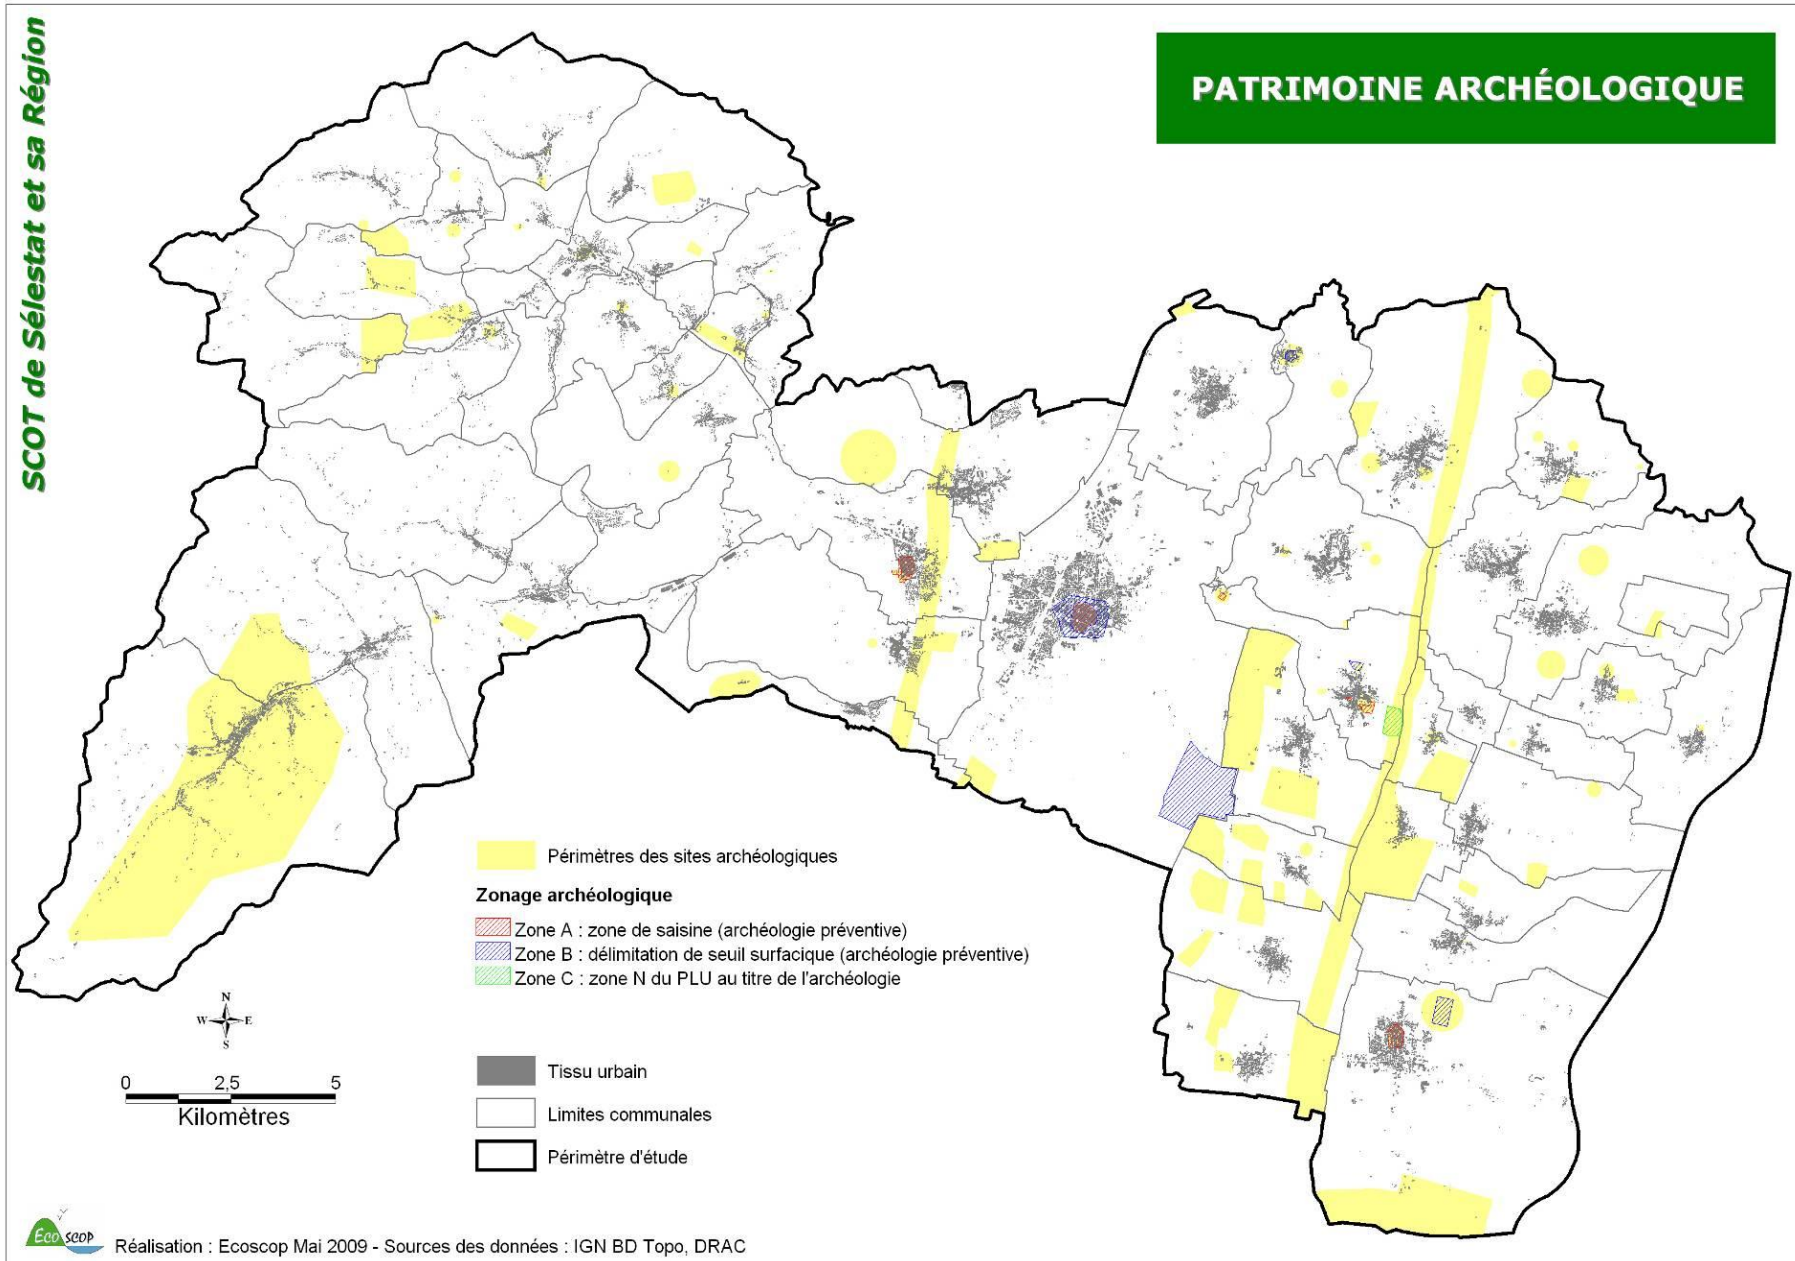 SCOT de Sélestat et sa Région
PATRIMOINE ARCHÉOLOGIQUE
Périmètres des sites archéologiques
Zonage archéologique
Zone A : zone de saisine (archéologie préventive)
Zone B : délimitation de seuil surfacique (archéologie préventive)
Zone C : zone N du PLU au titre de l'archéologie
N
W E
S
0 2,5 5
Kilomètres
Tissu urbain
Limites communales
Périmètre d'étude
Eco SCOP
Réalisation : Ecoscop Mai 2009 - Sources des données : IGN BD Topo, DRAC